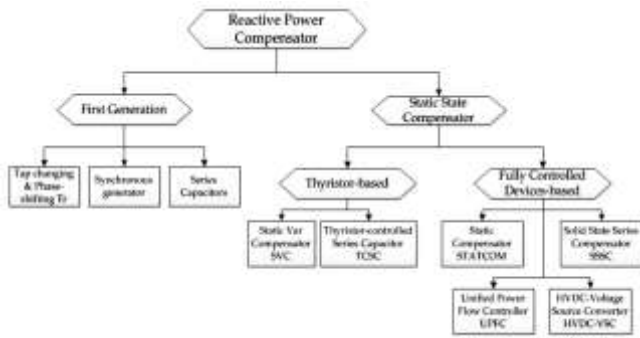 Reactive Power
Compensator
First Generation
Static State
Compensator
Tap changing
& Phase-
shifting Tr
Synchronous
generator
Series
Capacitors
Thyristor-based
Fully Controlled
Devices-based
Static Var
Compensator
SVC
Thyristor-controlled
Series Capacitor
TCSC
Static
Compensator
STATCOM
Solid State Series
Compensator
SSSC
Unified Power
Flow Controller
UPFC
HVDC-Voltage
Source Converter
HVDC-VSC